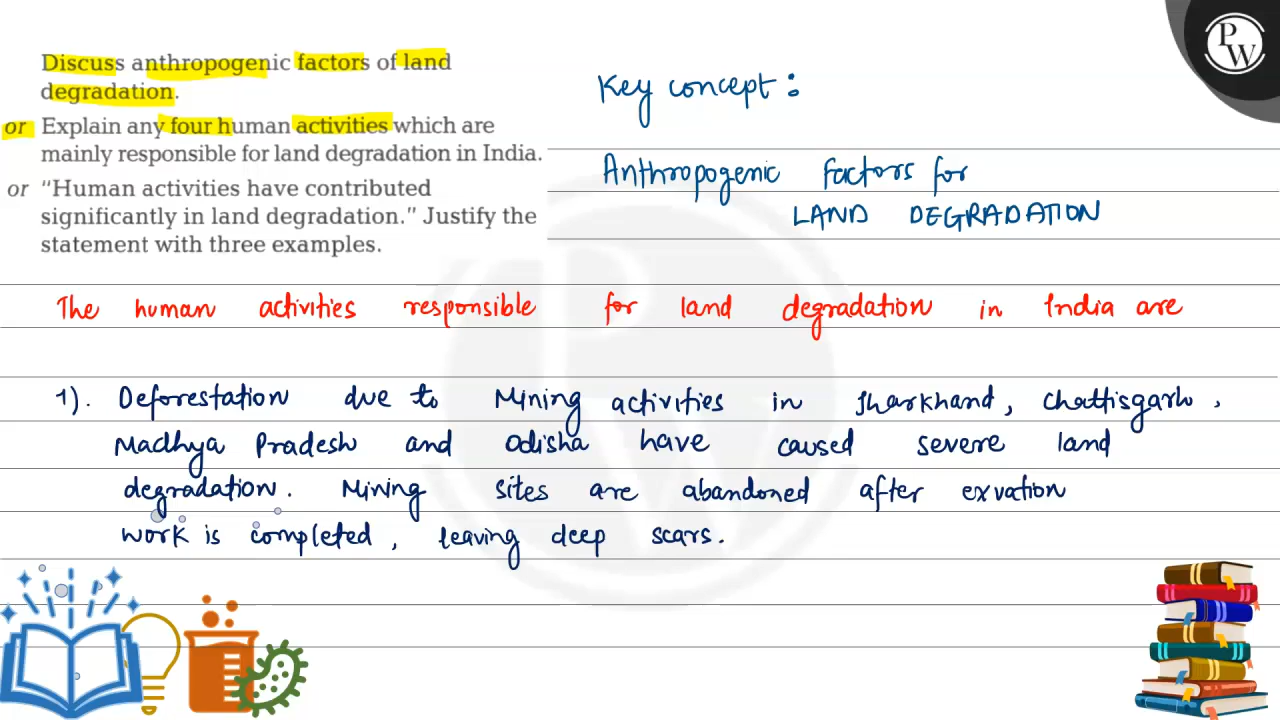 Discuss anthropogenic factors of land
degradation.
or Explain any four human activities which are
mainly responsible for land degradation in India.
or “Human activities have contributed
significantly in land degradation.” Justify the
statement with three examples.
PW
Key concept:
Anthropogenic Factors for
LAND DEGRADATION
The human activities responsible for land degradation in India are
1). Deforestation due to Mining activities in Jharkhand, Chattisgarh,
Madhya Pradesh and Odisha have caused severe land
degradation. Mining sites are abandoned after exvation
work is completed, leaving deep scars.